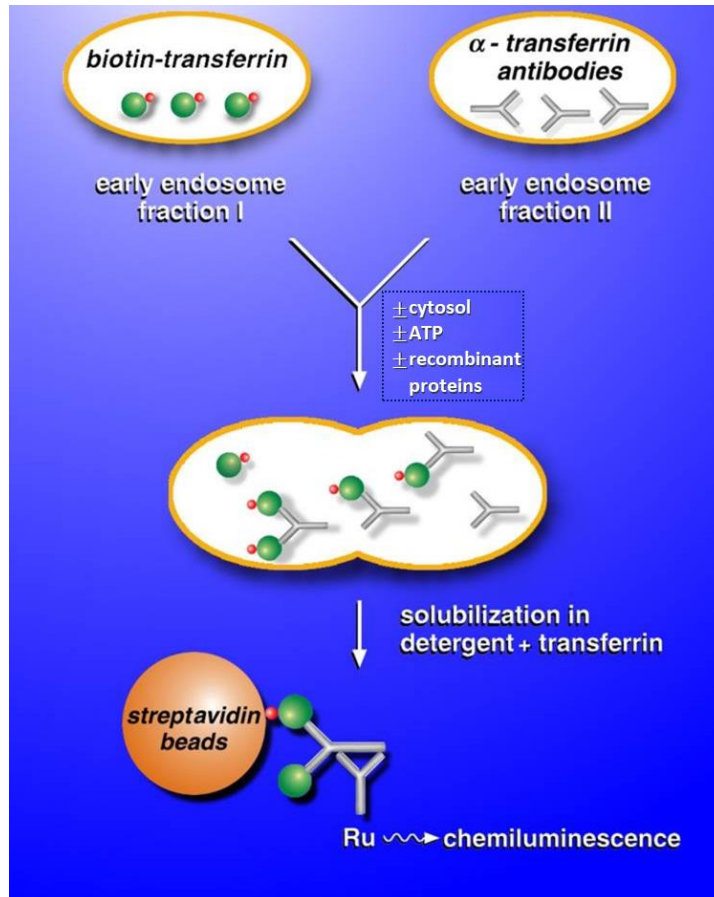 biotin-transferrin
α - transferrin
antibodies
early endosome
fraction I
early endosome
fraction II
±cytosol
±ATP
±recombinant
proteins
solubilization in
detergent + transferrin
streptavidin
beads
Ru
chemiluminescence